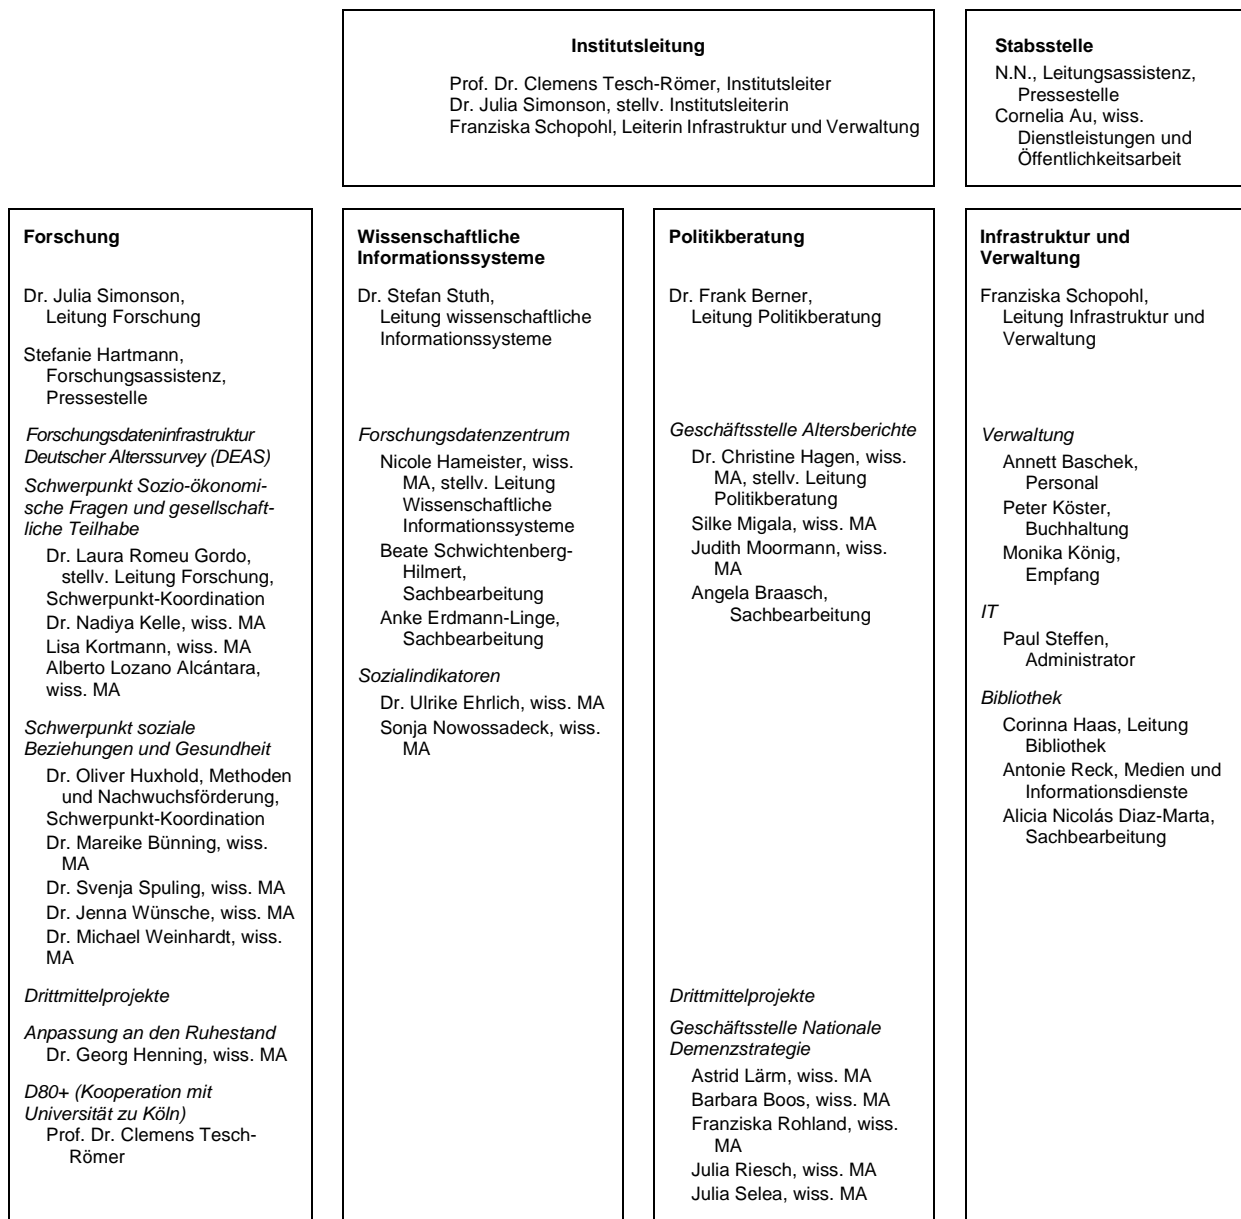 Institutsleitung
Prof. Dr. Clemens Tesch-Römer, Institutsleiter
Dr. Julia Simonson, stellv. Institutsleiterin
Franziska Schopohl, Leiterin Infrastruktur und Verwaltung
Stabsstelle
N.N., Leitungsassistenz,
Pressestelle
Cornelia Au, wiss.
Dienstleistungen und
Öffentlichkeitsarbeit
Forschung
Dr. Julia Simonson,
Leitung Forschung
Stefanie Hartmann,
Forschungsassistenz,
Pressestelle
Forschungsdateninfrastruktur
Deutscher Alterssurvey (DEAS)
Schwerpunkt Sozio-ökonomi-
sche Fragen und gesellschaft-
liche Teilhabe
Dr. Laura Romeu Gordo,
stellv. Leitung Forschung,
Schwerpunkt-Koordination
Dr. Nadiya Kelle, wiss. MA
Lisa Kortmann, wiss. MA
Alberto Lozano Alcántara,
wiss. MA
Schwerpunkt soziale
Beziehungen und Gesundheit
Dr. Oliver Huxhold, Methoden
und Nachwuchsförderung,
Schwerpunkt-Koordination
Dr. Mareike Bünning, wiss.
MA
Dr. Svenja Spuling, wiss. MA
Dr. Jenna Wünsche, wiss. MA
Dr. Michael Weinhardt, wiss.
MA
Drittmittelprojekte
Anpassung an den Ruhestand
Dr. Georg Henning, wiss. MA
D80+ (Kooperation mit
Universität zu Köln)
Prof. Dr. Clemens Tesch-
Römer
Wissenschaftliche
Informationssysteme
Dr. Stefan Stuth,
Leitung wissenschaftliche
Informationssysteme
Forschungsdatenzentrum
Nicole Hameister, wiss.
MA, stellv. Leitung
Wissenschaftliche
Informationssysteme
Beate Schwichtenberg-
Hilmert,
Sachbearbeitung
Anke Erdmann-Linge,
Sachbearbeitung
Sozialindikatoren
Dr. Ulrike Ehrlich, wiss. MA
Sonja Nowossadeck, wiss.
MA
Politikberatung
Dr. Frank Berner,
Leitung Politikberatung
Geschäftsstelle Altersberichte
Dr. Christine Hagen, wiss.
MA, stellv. Leitung
Politikberatung
Silke Migala, wiss. MA
Judith Moormann, wiss.
MA
Angela Braasch,
Sachbearbeitung
Drittmittelprojekte
Geschäftsstelle Nationale
Demenzstrategie
Astrid Lärm, wiss. MA
Barbara Boos, wiss. MA
Franziska Rohland, wiss.
MA
Julia Riesch, wiss. MA
Julia Selea, wiss. MA
Infrastruktur und
Verwaltung
Franziska Schopohl,
Leitung Infrastruktur und
Verwaltung
Verwaltung
Annett Baschek,
Personal
Peter Köster,
Buchhaltung
Monika König,
Empfang
IT
Paul Steffen,
Administrator
Bibliothek
Corinna Haas, Leitung
Bibliothek
Antonie Reck, Medien und
Informationsdienste
Alicia Nicolás Diaz-Marta,
Sachbearbeitung